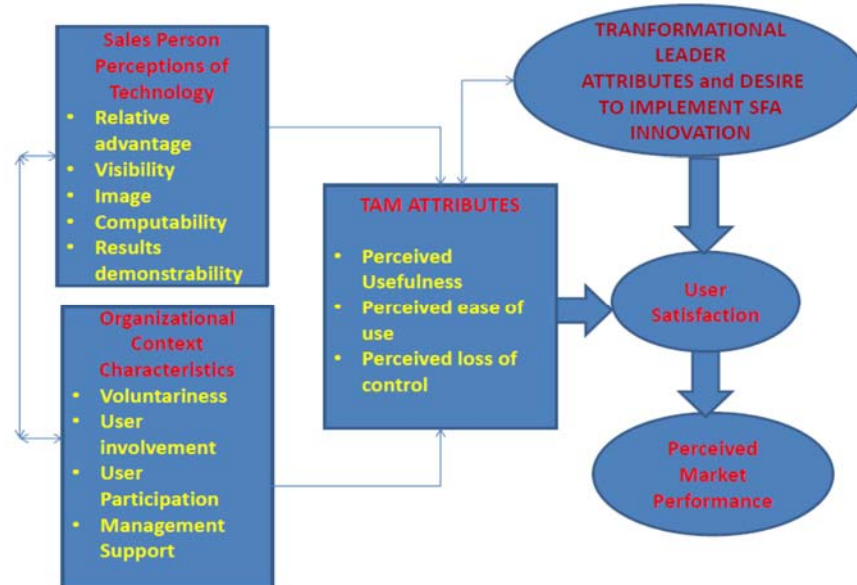 Sales Person
Perceptions of
Technology
• Relative
advantage
• Visibility
• Image
• Computability
• Results
demonstrability
Organizational
Context
Characteristics
• Voluntariness
• User
involvement
• User
Participation
• Management
Support
TAM ATTRIBUTES
• Perceived
Usefulness
• Perceived ease of
use
• Perceived loss of
control
TRANFORMATIONAL
LEADER
ATTRIBUTES and DESIRE
TO IMPLEMENT SFA
INNOVATION
User
Satisfaction
Perceived
Market
Performance